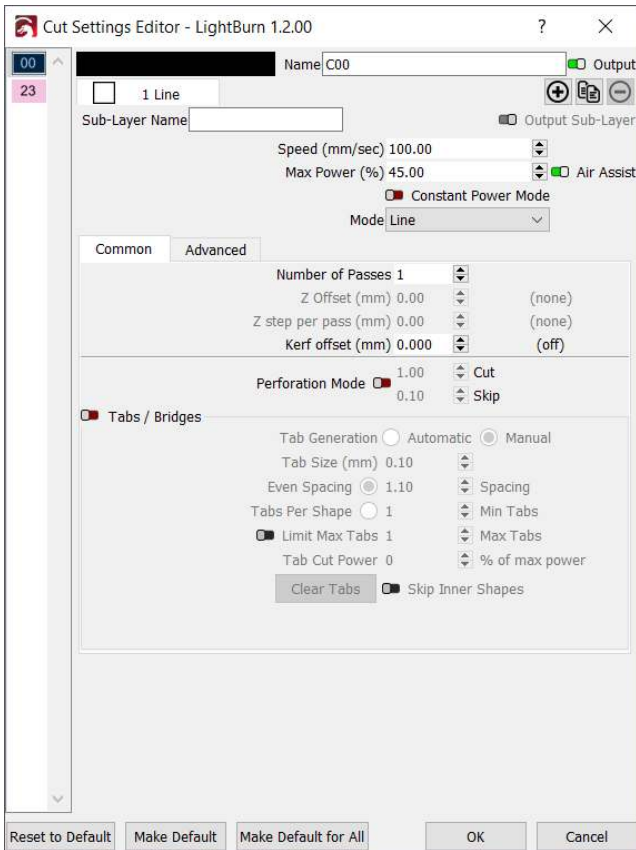 Cut Settings Editor - LightBurn 1.2.00 ? X
00 Name C00 Output
23 1 Line
Sub-Layer Name Output Sub-Layer
Speed (mm/sec) 100.00
Max Power (%) 45.00 Air Assist
Constant Power Mode
Mode Line
Common Advanced
Number of Passes 1
Z Offset (mm) 0.00 (none)
Z step per pass (mm) 0.00 (none)
Kerf offset (mm) 0.000 (off)
Perforation Mode 1.00 Cut
0.10 Skip
Tabs / Bridges
Tab Generation Automatic Manual
Tab Size (mm) 0.10
Even Spacing 1.10 Spacing
Tabs Per Shape 1 Min Tabs
Limit Max Tabs 1 Max Tabs
Tab Cut Power 0 % of max power
Clear Tabs Skip Inner Shapes
Reset to Default Make Default Make Default for All OK Cancel